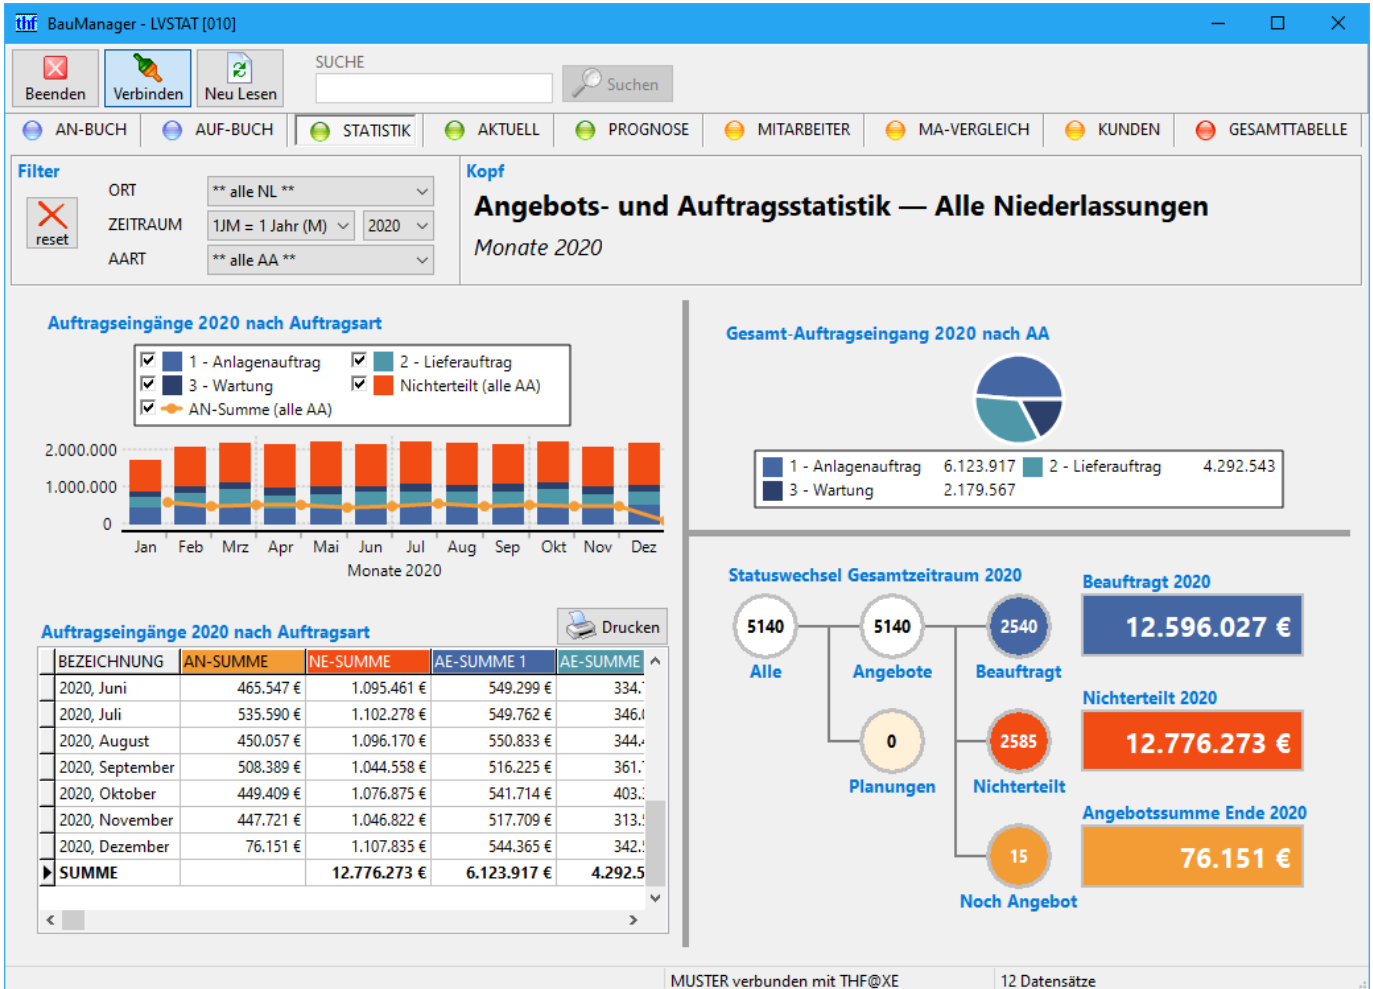 thf BauManager - LVSTAT [010]
Beenden Verbinden Neu Lesen SUCHE Suchen
AN-BUCH AUF-BUCH STATISTIK AKTUELL PROGNOSE MITARBEITER MA-VERGLEICH KUNDEN GESAMTTABELLE
Filter
reset
ORT ** alle NL **
ZEITRAUM 1JM = 1 Jahr (M) 2020
AART ** alle AA **
Kopf
Angebots- und Auftragsstatistik — Alle Niederlassungen
Monate 2020
Auftragseingänge 2020 nach Auftragsart
1 - Anlagenauftrag 2 - Lieferauftrag
3 - Wartung Nichterteilt (alle AA)
AN-Summe (alle AA)
2.000.000
1.000.000
0
Jan Feb Mrz Apr Mai Jun Jul Aug Sep Okt Nov Dez
Monate 2020
Drucken
Auftragseingänge 2020 nach Auftragsart
BEZEICHNUNG AN-SUMME NE-SUMME AE-SUMME 1 AE-SUMME
2020, Juni 465.547 € 1.095.461 € 549.299 € 334.
2020, Juli 535.590 € 1.102.278 € 549.762 € 346.
2020, August 450.057 € 1.096.170 € 550.833 € 344.
2020, September 508.389 € 1.044.558 € 516.225 € 361.
2020, Oktober 449.409 € 1.076.875 € 541.714 € 403.
2020, November 447.721 € 1.046.822 € 517.709 € 313.
2020, Dezember 76.151 € 1.107.835 € 544.365 € 342.
SUMME 12.776.273 € 6.123.917 € 4.292.5
Gesamt-Auftragseingang 2020 nach AA
1 - Anlagenauftrag 6.123.917 2 - Lieferauftrag 4.292.543
3 - Wartung 2.179.567
Statuswechsel Gesamtzeitraum 2020
5140 5140 2540
Alle Angebote Beauftragt
0 2585
Planungen Nichterteilt
15
Noch Angebot
Beauftragt 2020
12.596.027 €
Nichterteilt 2020
12.776.273 €
Angebotssumme Ende 2020
76.151 €
MUSTER verbunden mit THF@XE 12 Datensätze